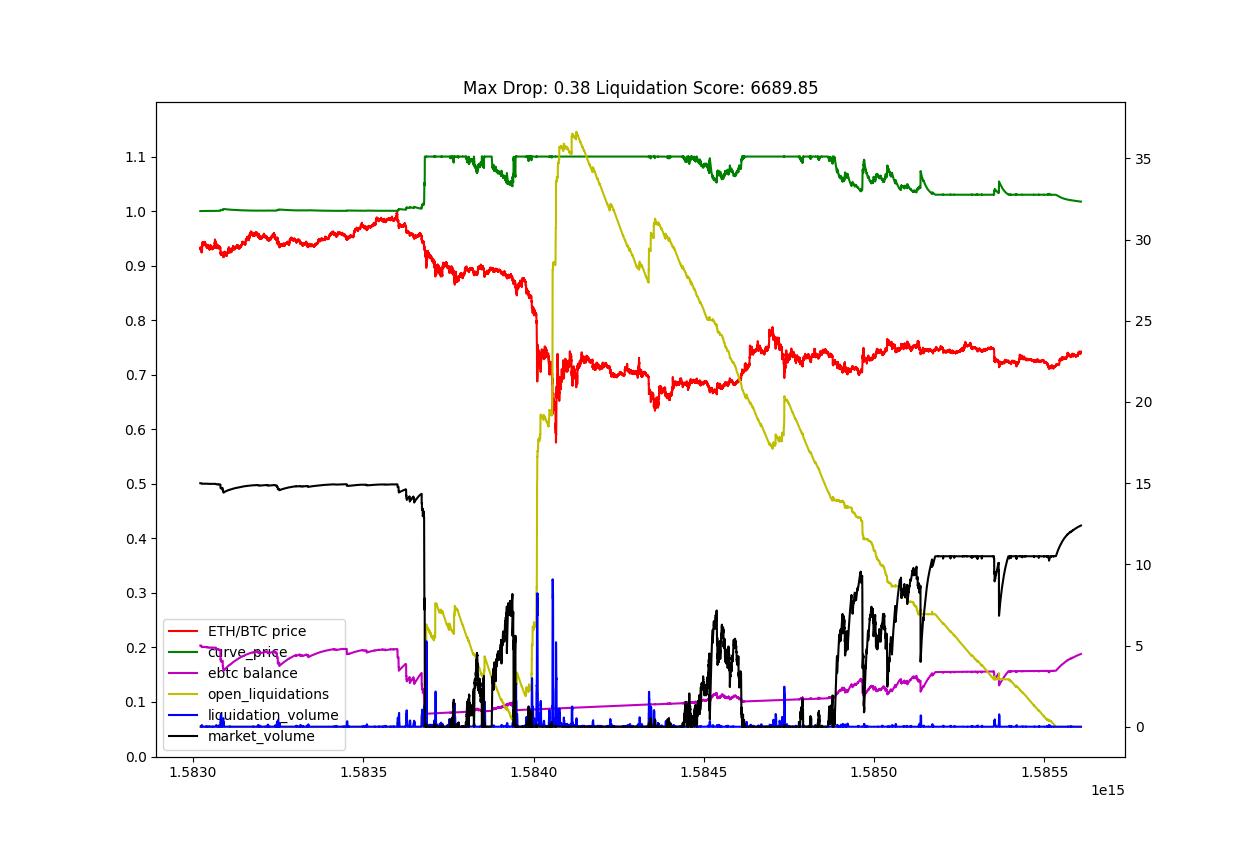 Max Drop: 0.38 Liquidation Score: 6689.85
1.1
1.0
0.9
0.8
0.7
0.6
0.5
0.4
0.3
0.2
0.1
0.0
35
30
25
20
15
10
5
0
ETH/BTC price
curve_price
ebtc balance
open_liquidations
liquidation_volume
market_volume
1.5830 1.5835 1.5840 1.5845 1.5850 1.5855
1e15